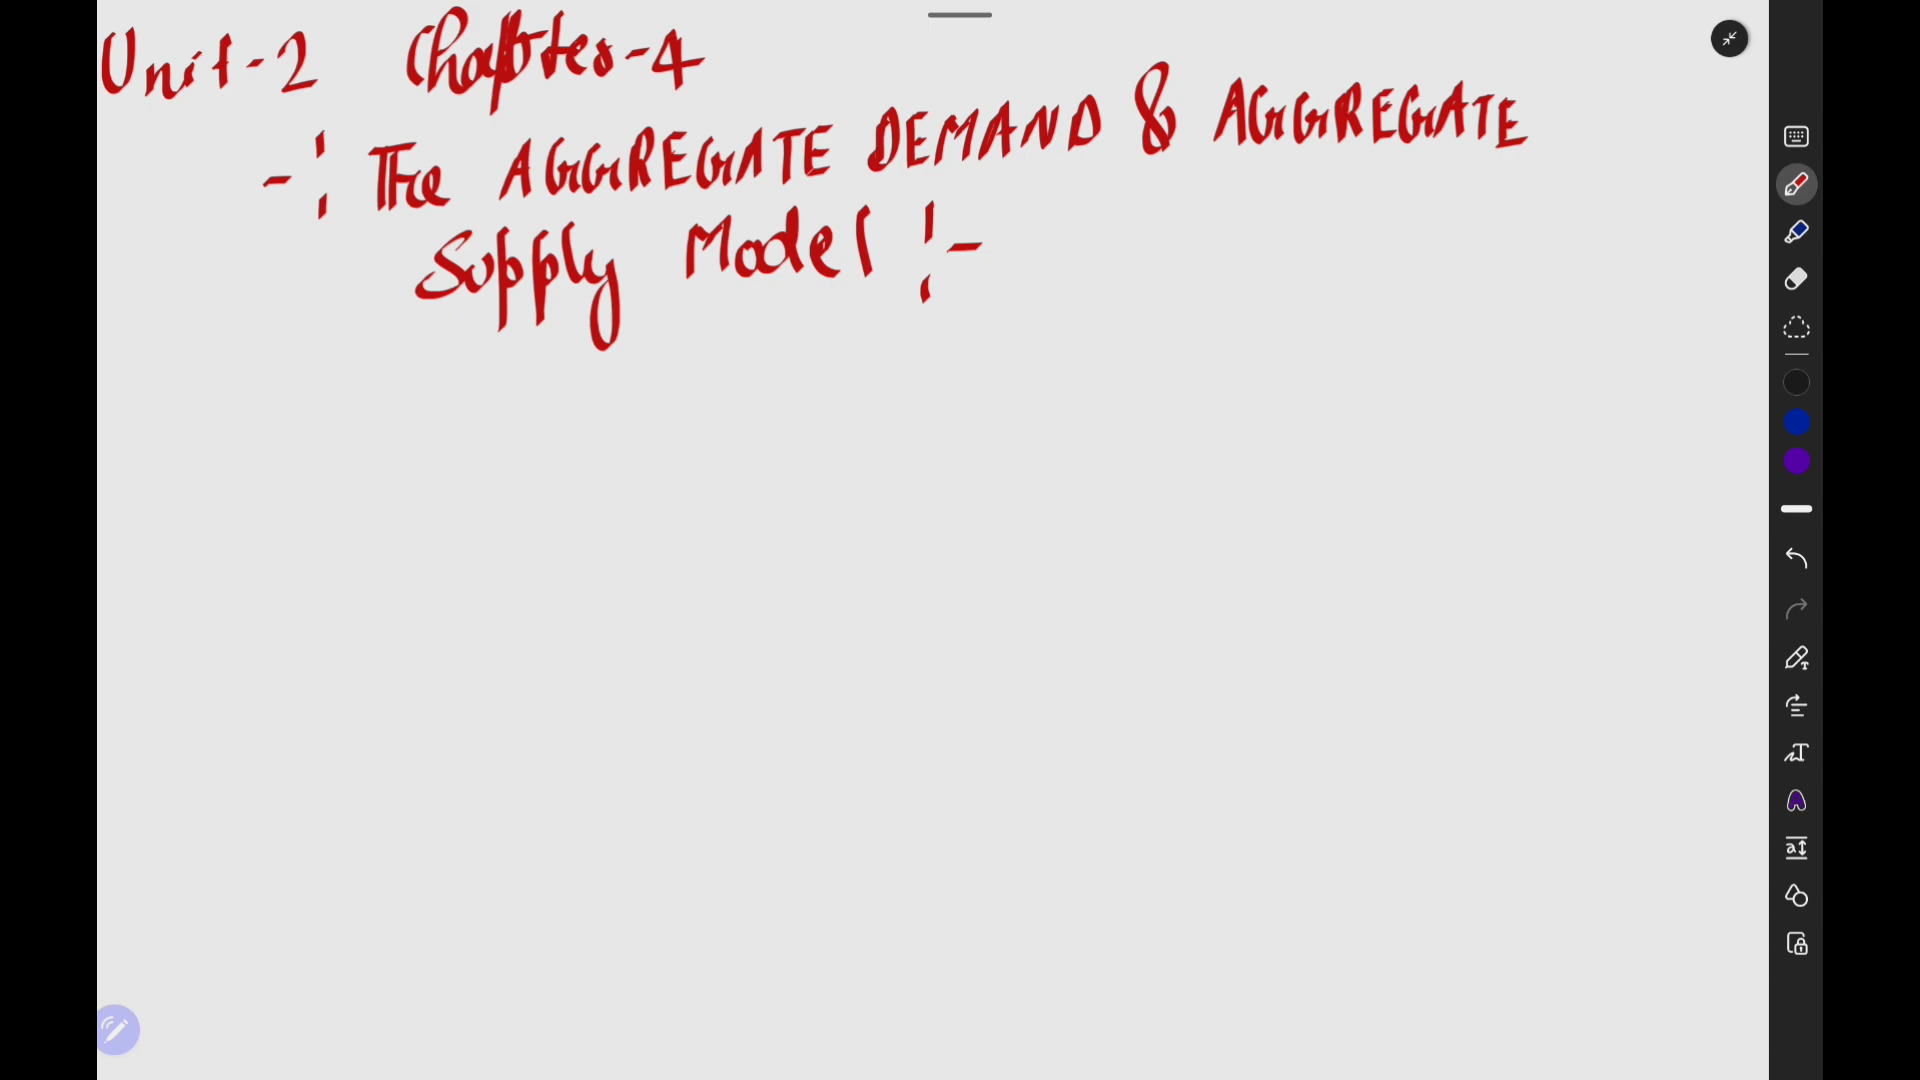 Unit-2 Chapter-4
-: The AGGREGATE DEMAND & AGGREGATE
Supply Model :-